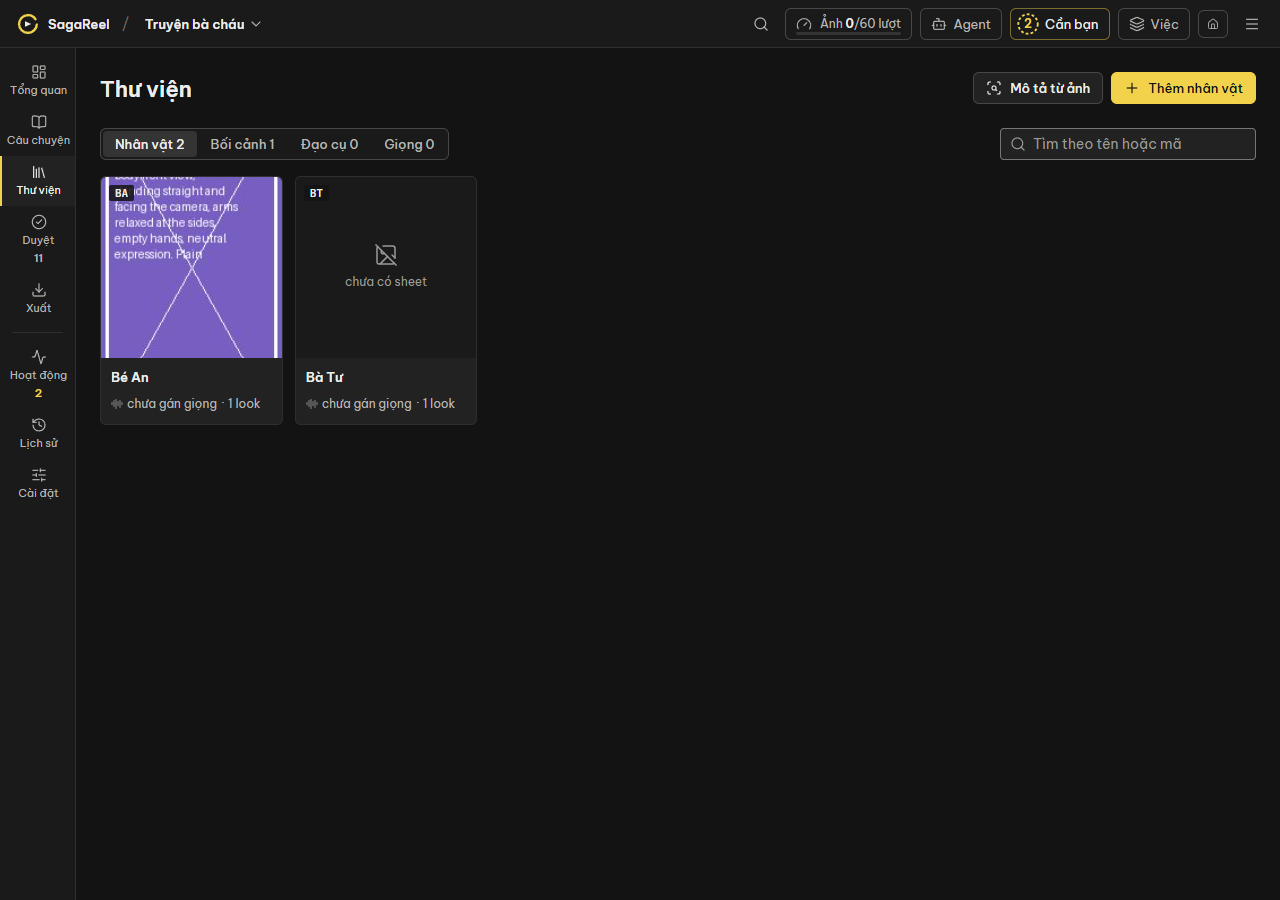 SagaReel / Truyện bà cháu
Ảnh 0/60 lượt
Agent
2 Cần bạn
Việc
Tổng quan
Câu chuyện
Thư viện
Duyệt
11
Xuất
Hoạt động
2
Lịch sử
Cài đặt
Thư viện
Mô tả từ ảnh
Thêm nhân vật
Nhân vật 2
Bối cảnh 1
Đạo cụ 0
Giọng 0
Tìm theo tên hoặc mã
BA
straight and
facing the camera, arms
relaxed at the sides,
empty hands, neutral
expression. Plain
Bé An
chưa gán giọng · 1 look
BT
chưa có sheet
Bà Tư
chưa gán giọng · 1 look